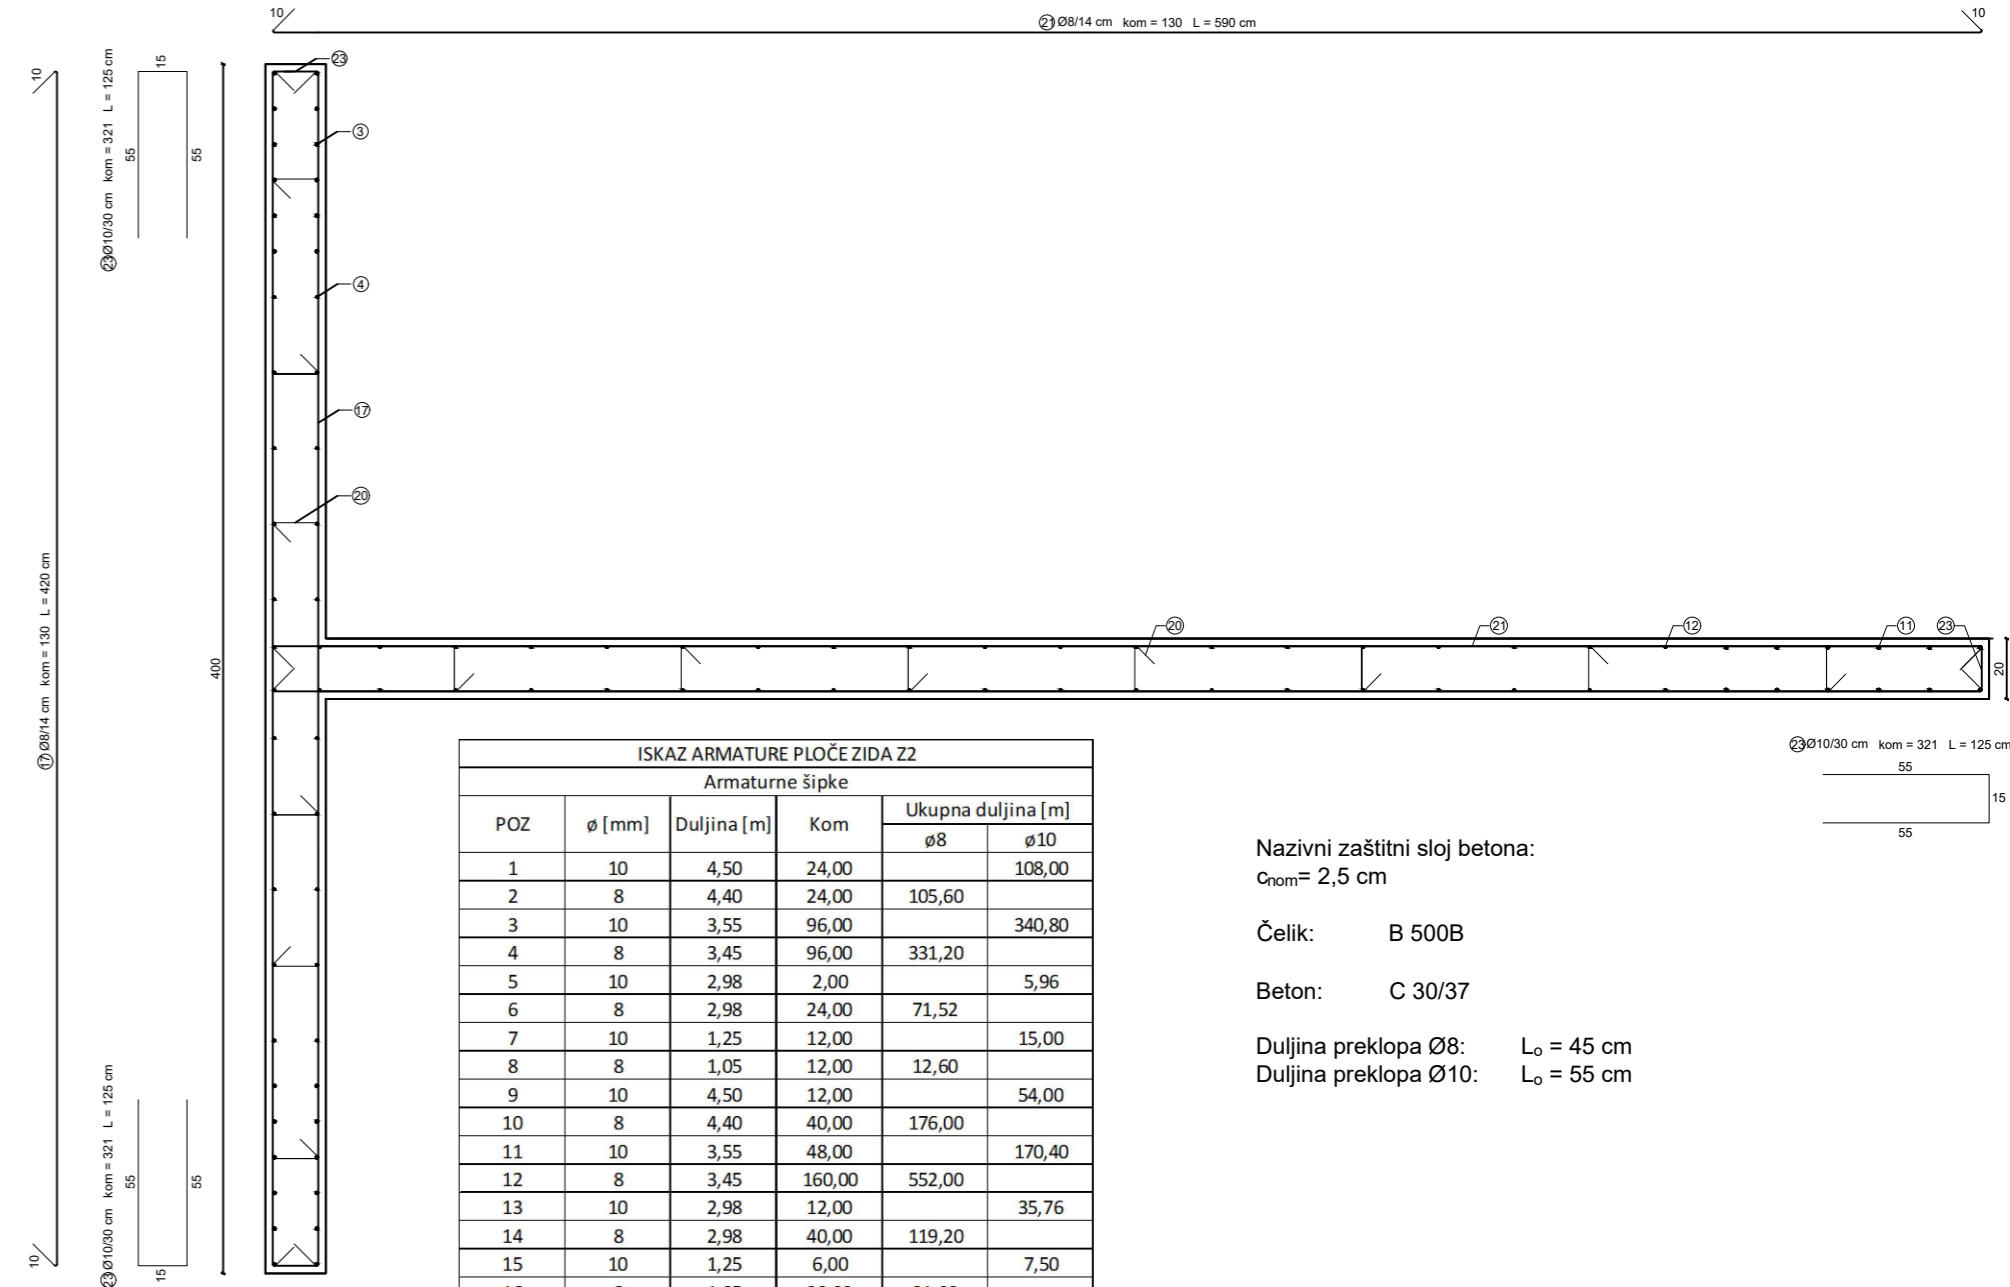 10
21 Ø8/14 cm kom = 130 L = 590 cm
10
10
23 Ø10/30 cm kom = 321 L = 125 cm
15
55
55
23
3
4
17
20
17 Ø8/14 cm kom = 130 L = 420 cm
400
20
21
12
11
23
20
23 Ø10/30 cm kom = 321 L = 125 cm
55
15
55
ISKAZ ARMATURE PLOČE ZIDA Z2
Armaturne šipke
POZ ø [mm] Duljina [m] Kom Ukupna duljina [m]
ø8 ø10
1 10 4,50 24,00 108,00
2 8 4,40 24,00 105,60
3 10 3,55 96,00 340,80
4 8 3,45 96,00 331,20
5 10 2,98 2,00 5,96
6 8 2,98 24,00 71,52
7 10 1,25 12,00 15,00
8 8 1,05 12,00 12,60
9 10 4,50 12,00 54,00
10 8 4,40 40,00 176,00
11 10 3,55 48,00 170,40
12 8 3,45 160,00 552,00
13 10 2,98 12,00 35,76
14 8 2,98 40,00 119,20
15 10 1,25 6,00 7,50
Nazivni zaštitni sloj betona:
cnom= 2,5 cm
Čelik: B 500B
Beton: C 30/37
Duljina preklopa Ø8: Lo = 45 cm
Duljina preklopa Ø10: Lo = 55 cm
23 Ø10/30 cm kom = 321 L = 125 cm
55
55
15
10